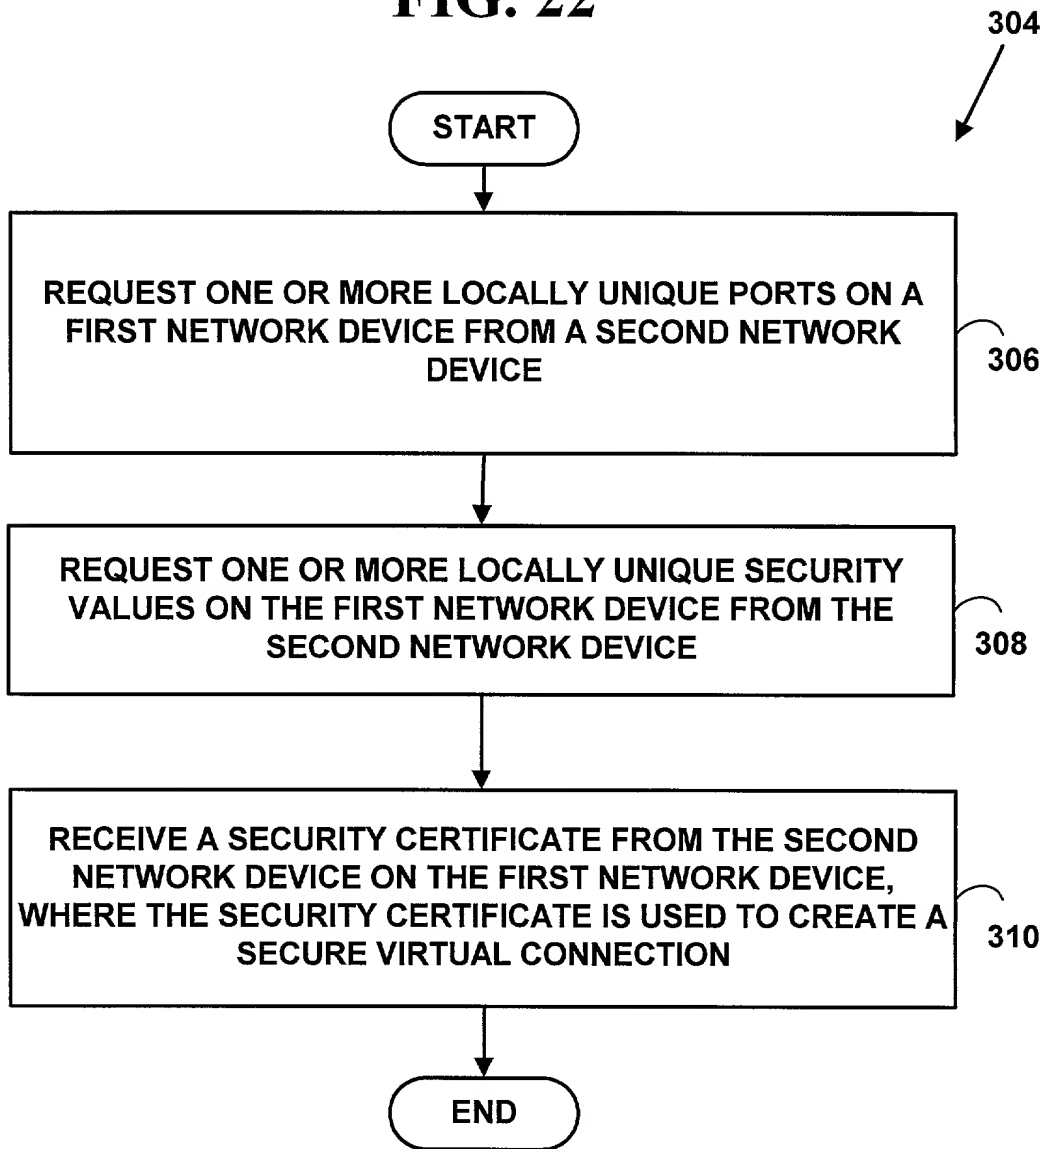 FIG. 22
304
START
REQUEST ONE OR MORE LOCALLY UNIQUE PORTS ON A
FIRST NETWORK DEVICE FROM A SECOND NETWORK
DEVICE
306
REQUEST ONE OR MORE LOCALLY UNIQUE SECURITY
VALUES ON THE FIRST NETWORK DEVICE FROM THE
SECOND NETWORK DEVICE
308
RECEIVE A SECURITY CERTIFICATE FROM THE SECOND
NETWORK DEVICE ON THE FIRST NETWORK DEVICE,
WHERE THE SECURITY CERTIFICATE IS USED TO CREATE A
SECURE VIRTUAL CONNECTION
310
END